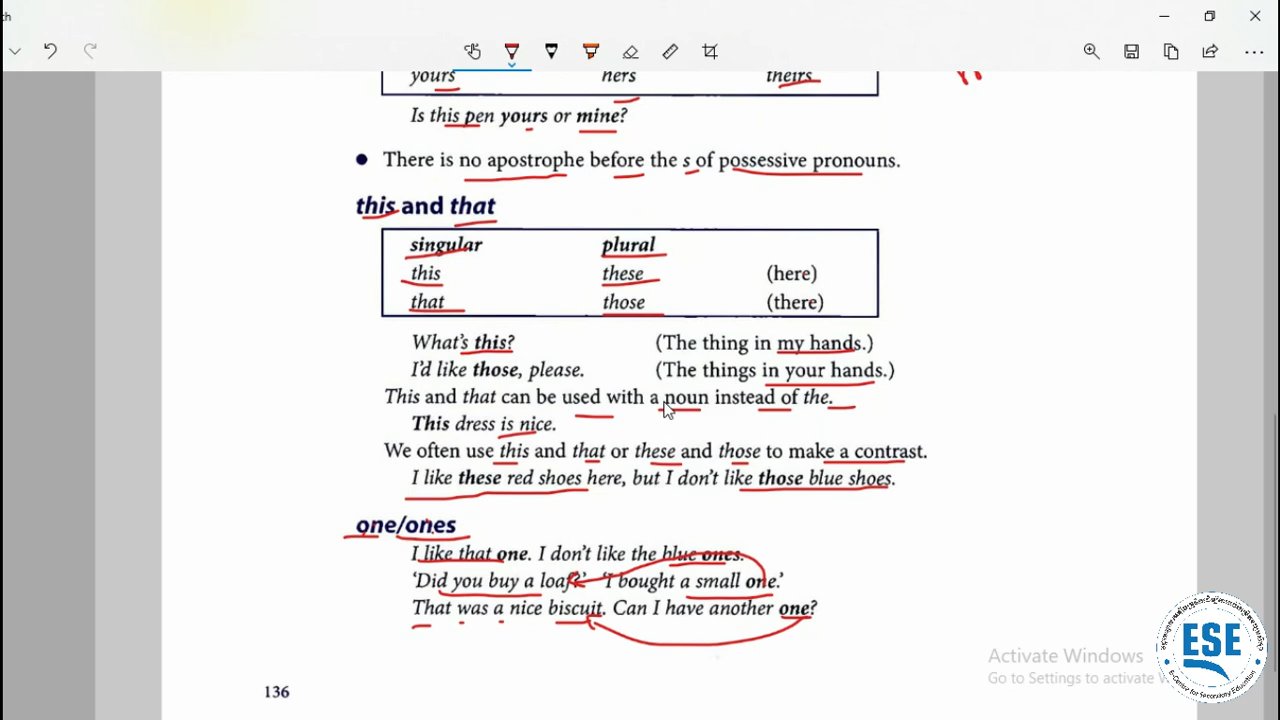 ch
yours hers theirs
Is this pen yours or mine?
● There is no apostrophe before the s of possessive pronouns.
this and that
singular plural
this these (here)
that those (there)
What's this? (The thing in my hands.)
I'd like those, please. (The things in your hands.)
This and that can be used with a noun instead of the.
This dress is nice.
We often use this and that or these and those to make a contrast.
I like these red shoes here, but I don't like those blue shoes.
one/ones
I like that one. I don't like the blue ones.
'Did you buy a loaf?' 'I bought a small one.'
That was a nice biscuit. Can I have another one?
Activate Windows
Go to Settings to activate
136
ESE
E-Center for Secondary Education